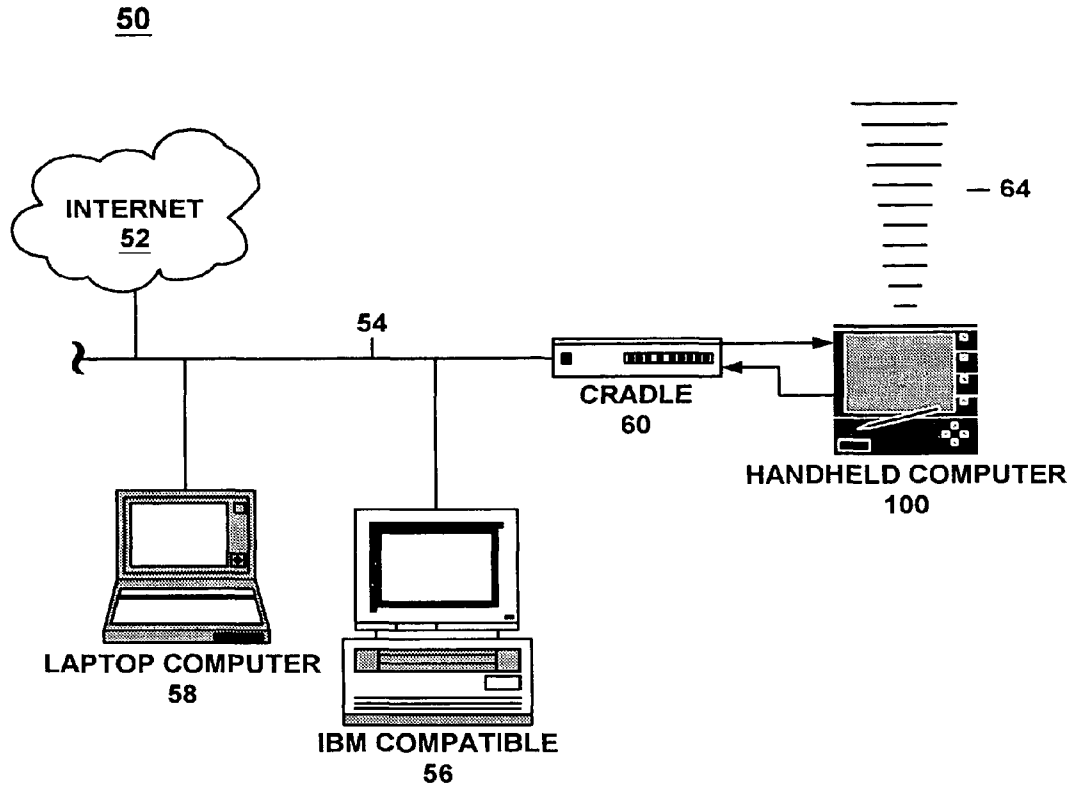 50
INTERNET
52
54
64
CRADLE
60
HANDHELD COMPUTER
100
LAPTOP COMPUTER
58
IBM COMPATIBLE
56